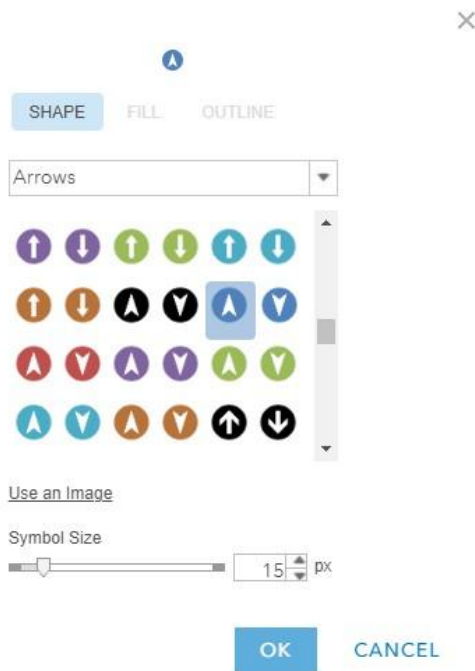 SHAPE FILL OUTLINE
Arrows
Use an Image
Symbol Size
15 px
OK CANCEL